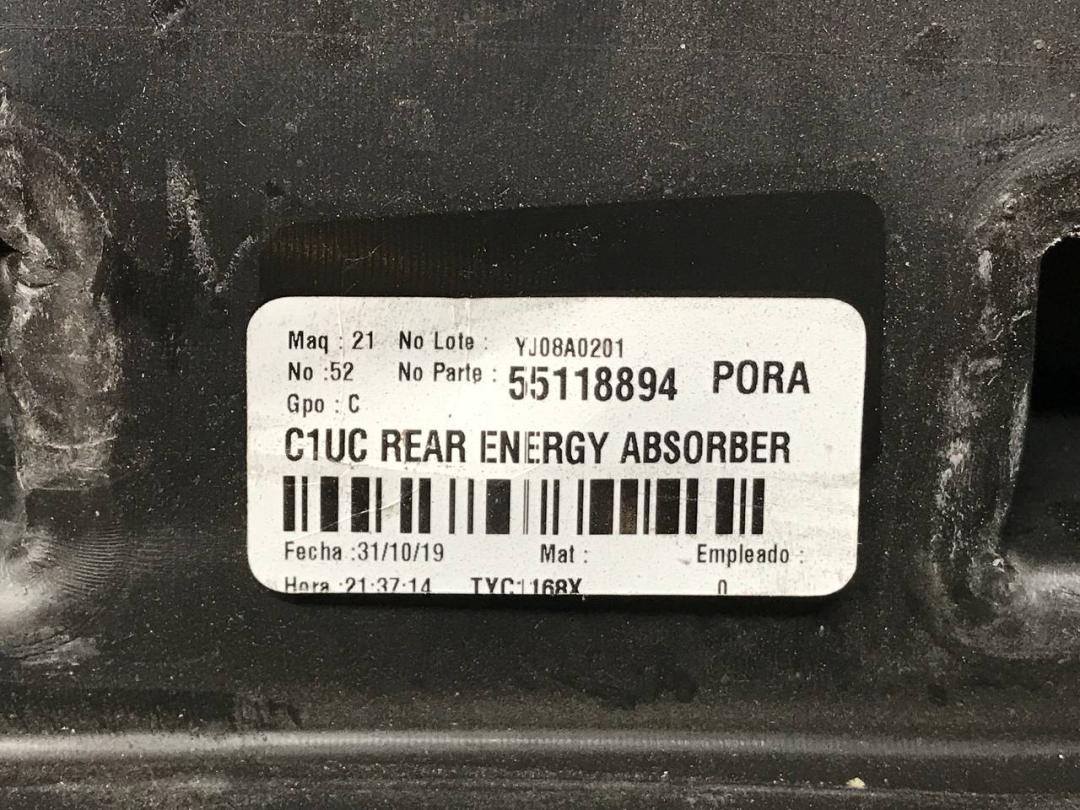 Maq : 21 No Lote : YJ08A0201
No :52 No Parte : 55118894 PORA
Gpo : C
C1UC REAR ENERGY ABSORBER
Fecha :31/10/19 Mat : Empleado :
Hora :21:37:14 TYC1168X 0